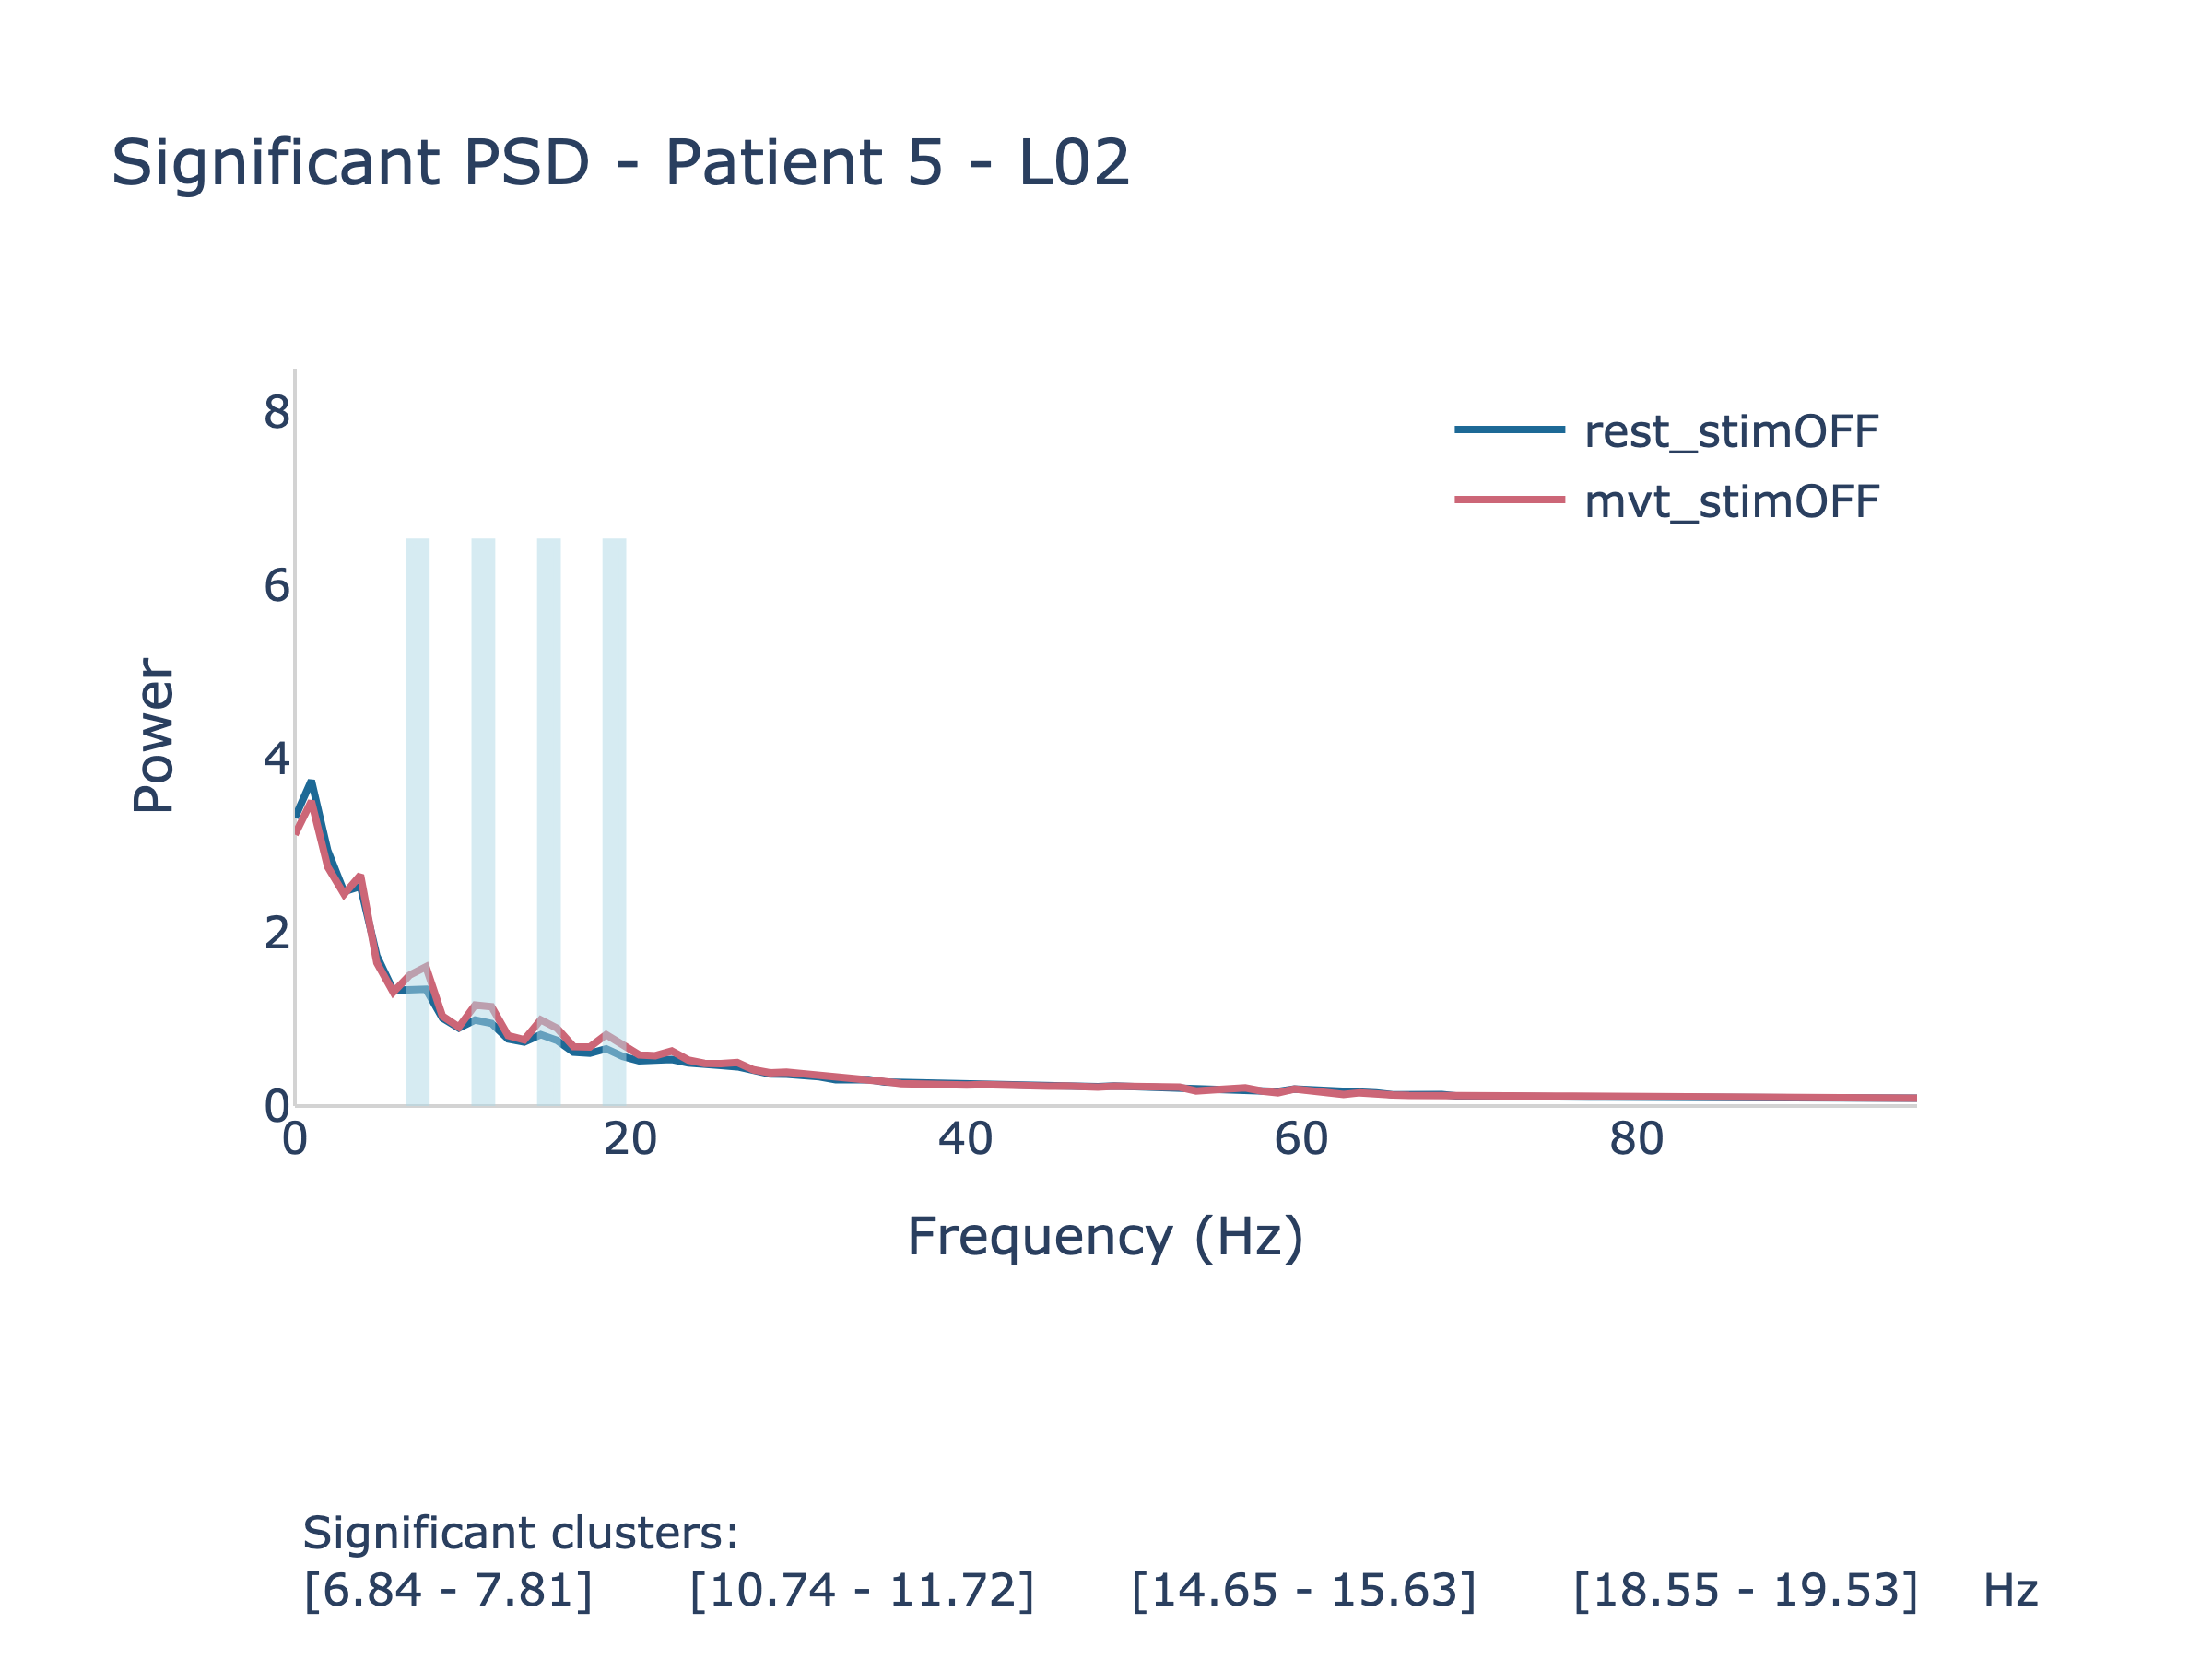 Significant PSD - Patient 5 - L02
rest_stimOFF
mvt_stimOFF
8
6
4
2
0
Power
0 20 40 60 80
Frequency (Hz)
Significant clusters:
[6.84 - 7.81] [10.74 - 11.72] [14.65 - 15.63] [18.55 - 19.53] Hz